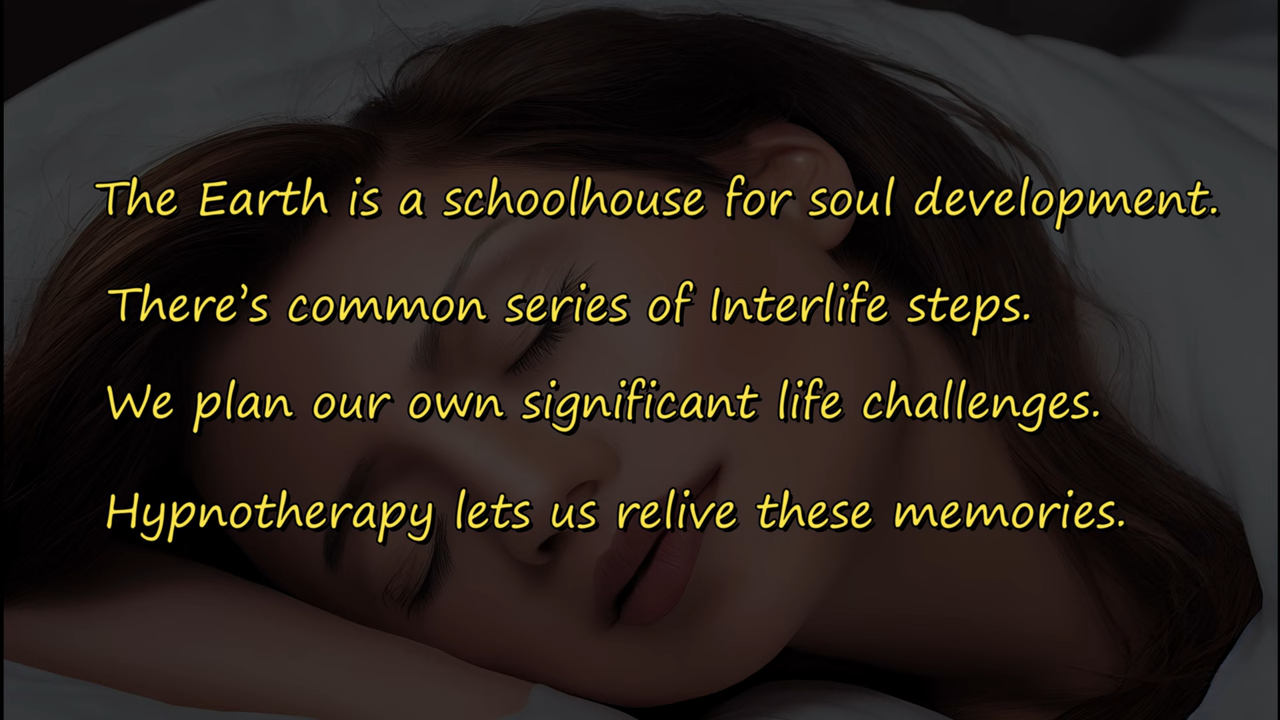 The Earth is a schoolhouse for soul development.
There’s common series of Interlife steps.
We plan our own significant life challenges.
Hypnotherapy lets us relive these memories.